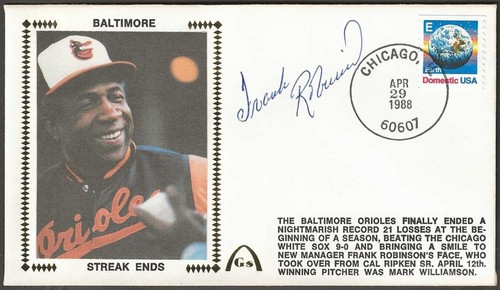 BALTIMORE
Orioles
STREAK ENDS
Frank Robinson
CHICAGO,
APR
29
1988
60607
E
Earth
Domestic USA
Gs
THE BALTIMORE ORIOLES FINALLY ENDED A
NIGHTMARISH RECORD 21 LOSSES AT THE BE-
GINNING OF A SEASON, BEATING THE CHICAGO
WHITE SOX 9-0 AND BRINGING A SMILE TO
NEW MANAGER FRANK ROBINSON'S FACE, WHO
TOOK OVER FROM CAL RIPKEN SR. APRIL 12th.
WINNING PITCHER WAS MARK WILLIAMSON.